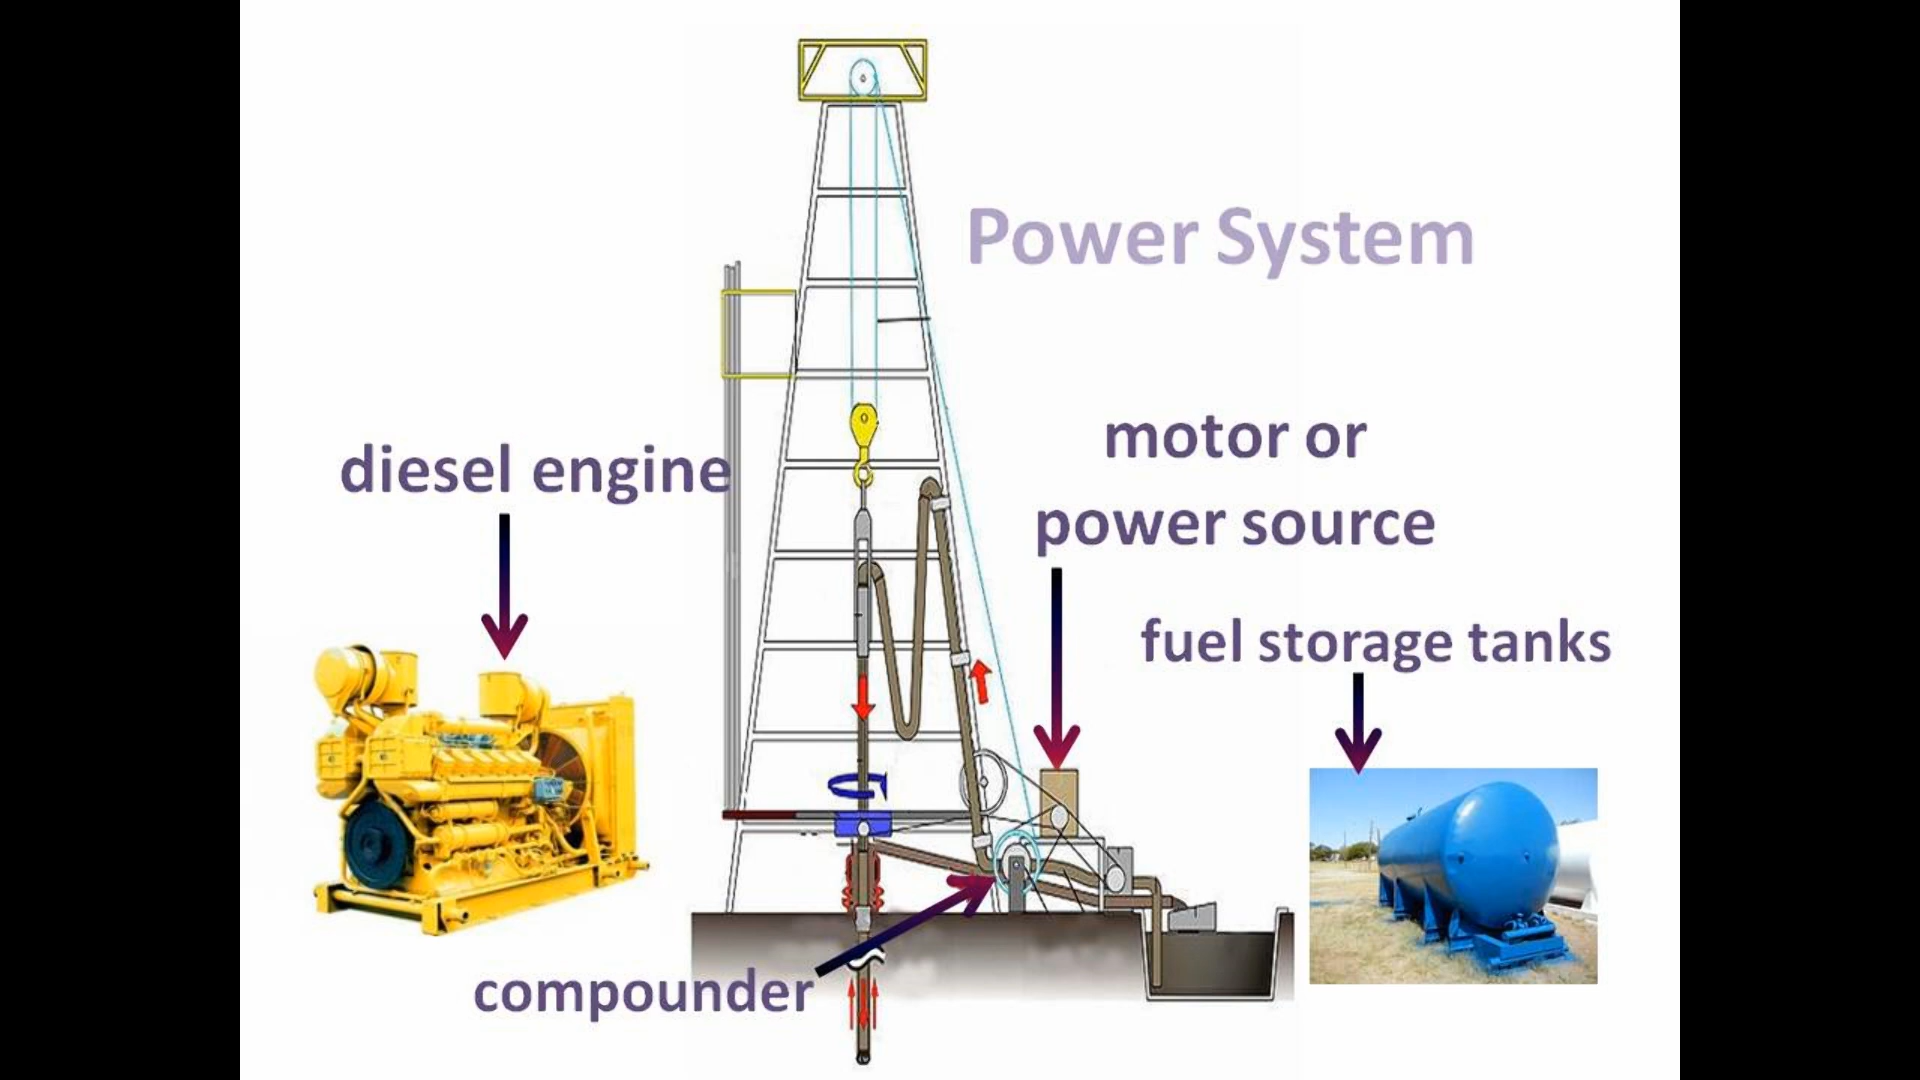 Power System
diesel engine
motor or
power source
fuel storage tanks
compounder